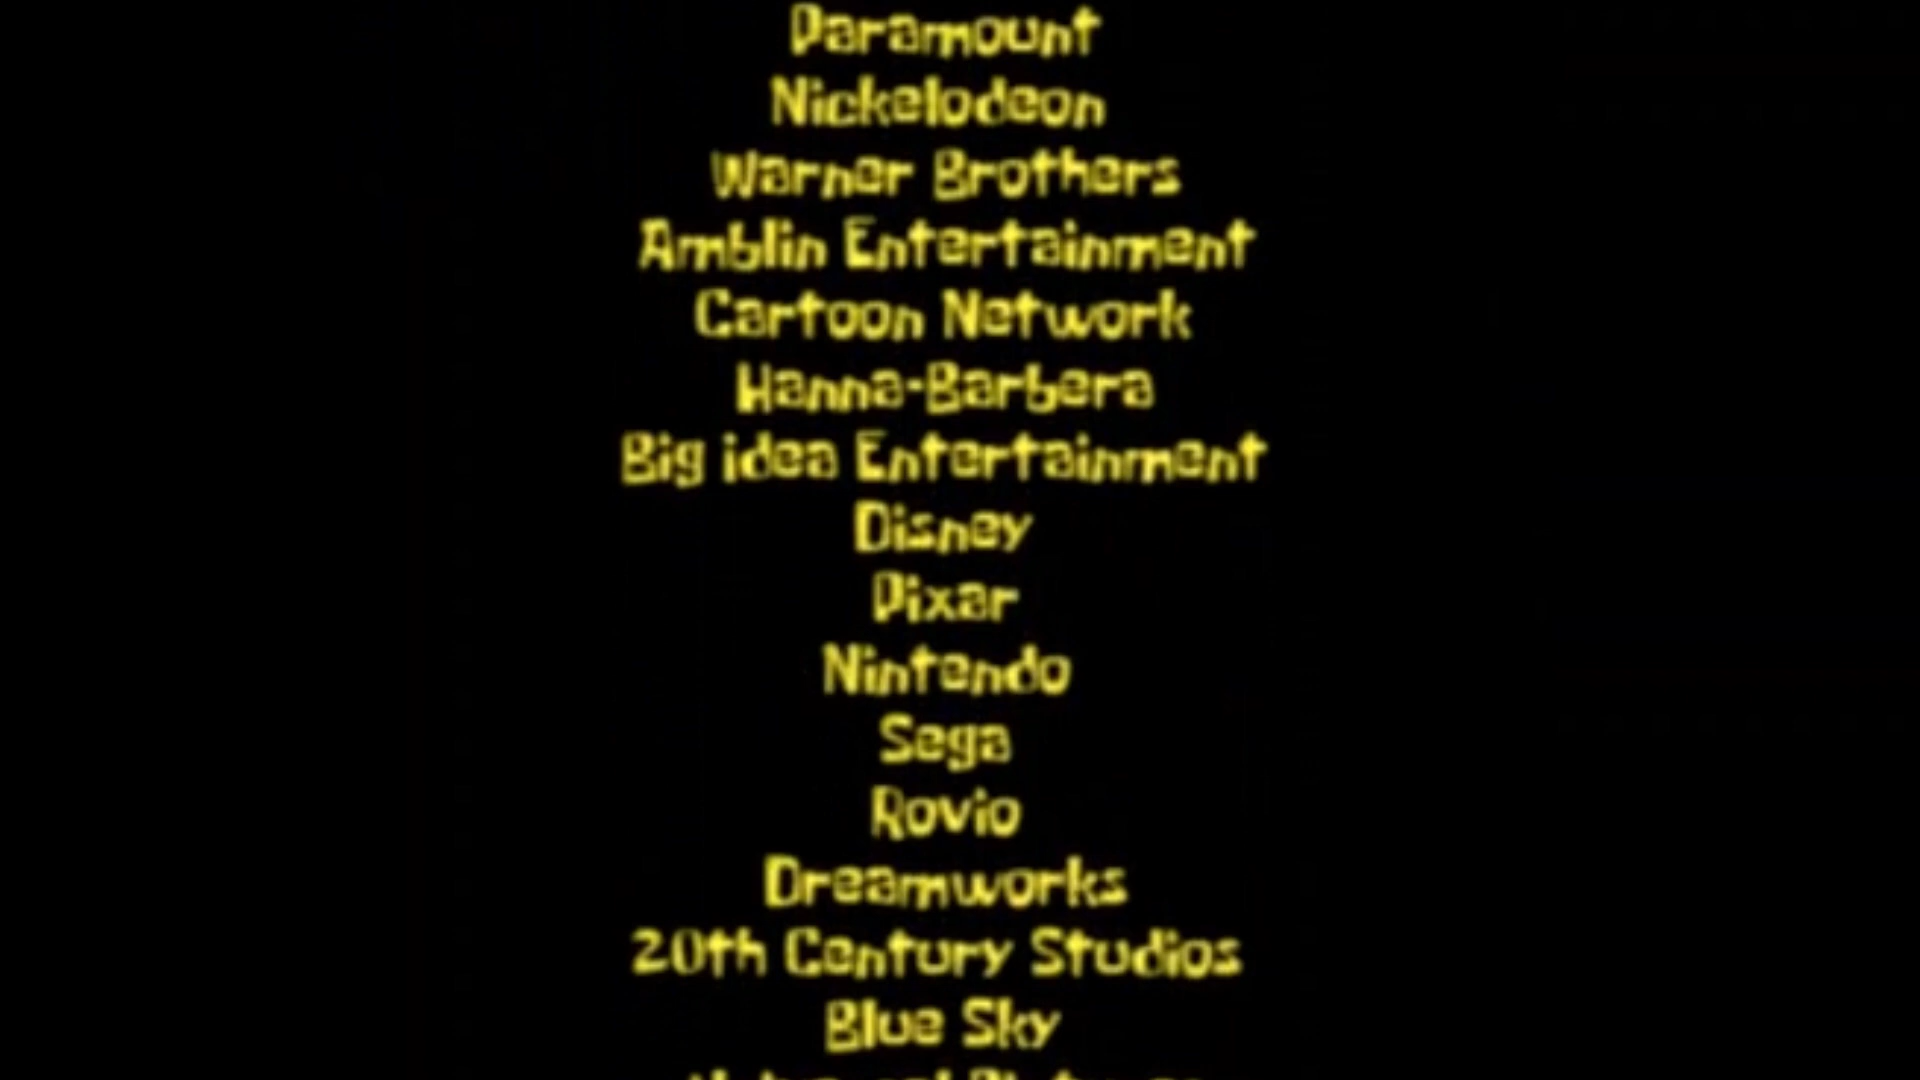 Paramount
Nickelodeon
Warner Brothers
Amblin Entertainment
Cartoon Network
Hanna-Barbera
Big idea Entertainment
Disney
Pixar
Nintendo
Sega
Rovio
Dreamworks
20th Century Studios
Blue Sky